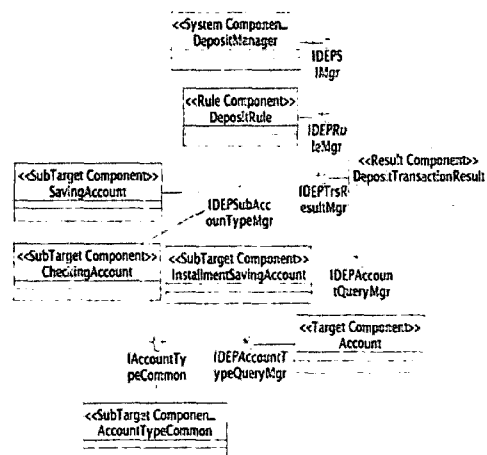 <<System Componen...
DepositManager
IDEPS
IMgr
<<Rule Component>>
DepositRule
IDEPRu
leMgr
<<Result Component>>
DepositTransactionResult
<<SubTarget Component>>
SavingAccount
IDEPTrsR
esultMgr
IDEPSubAcc
ounTypeMgr
<<SubTarget Component>>
CheckingAccount
<<SubTarget Component>>
InstallmentSavingAccount
IDEPAccoun
tQueryMgr
<<Target Component>>
Account
IAccountTy
peCommon
IDEPAccountT
ypeQueryMgr
<<SubTarget Componen...
AccountTypeCommon